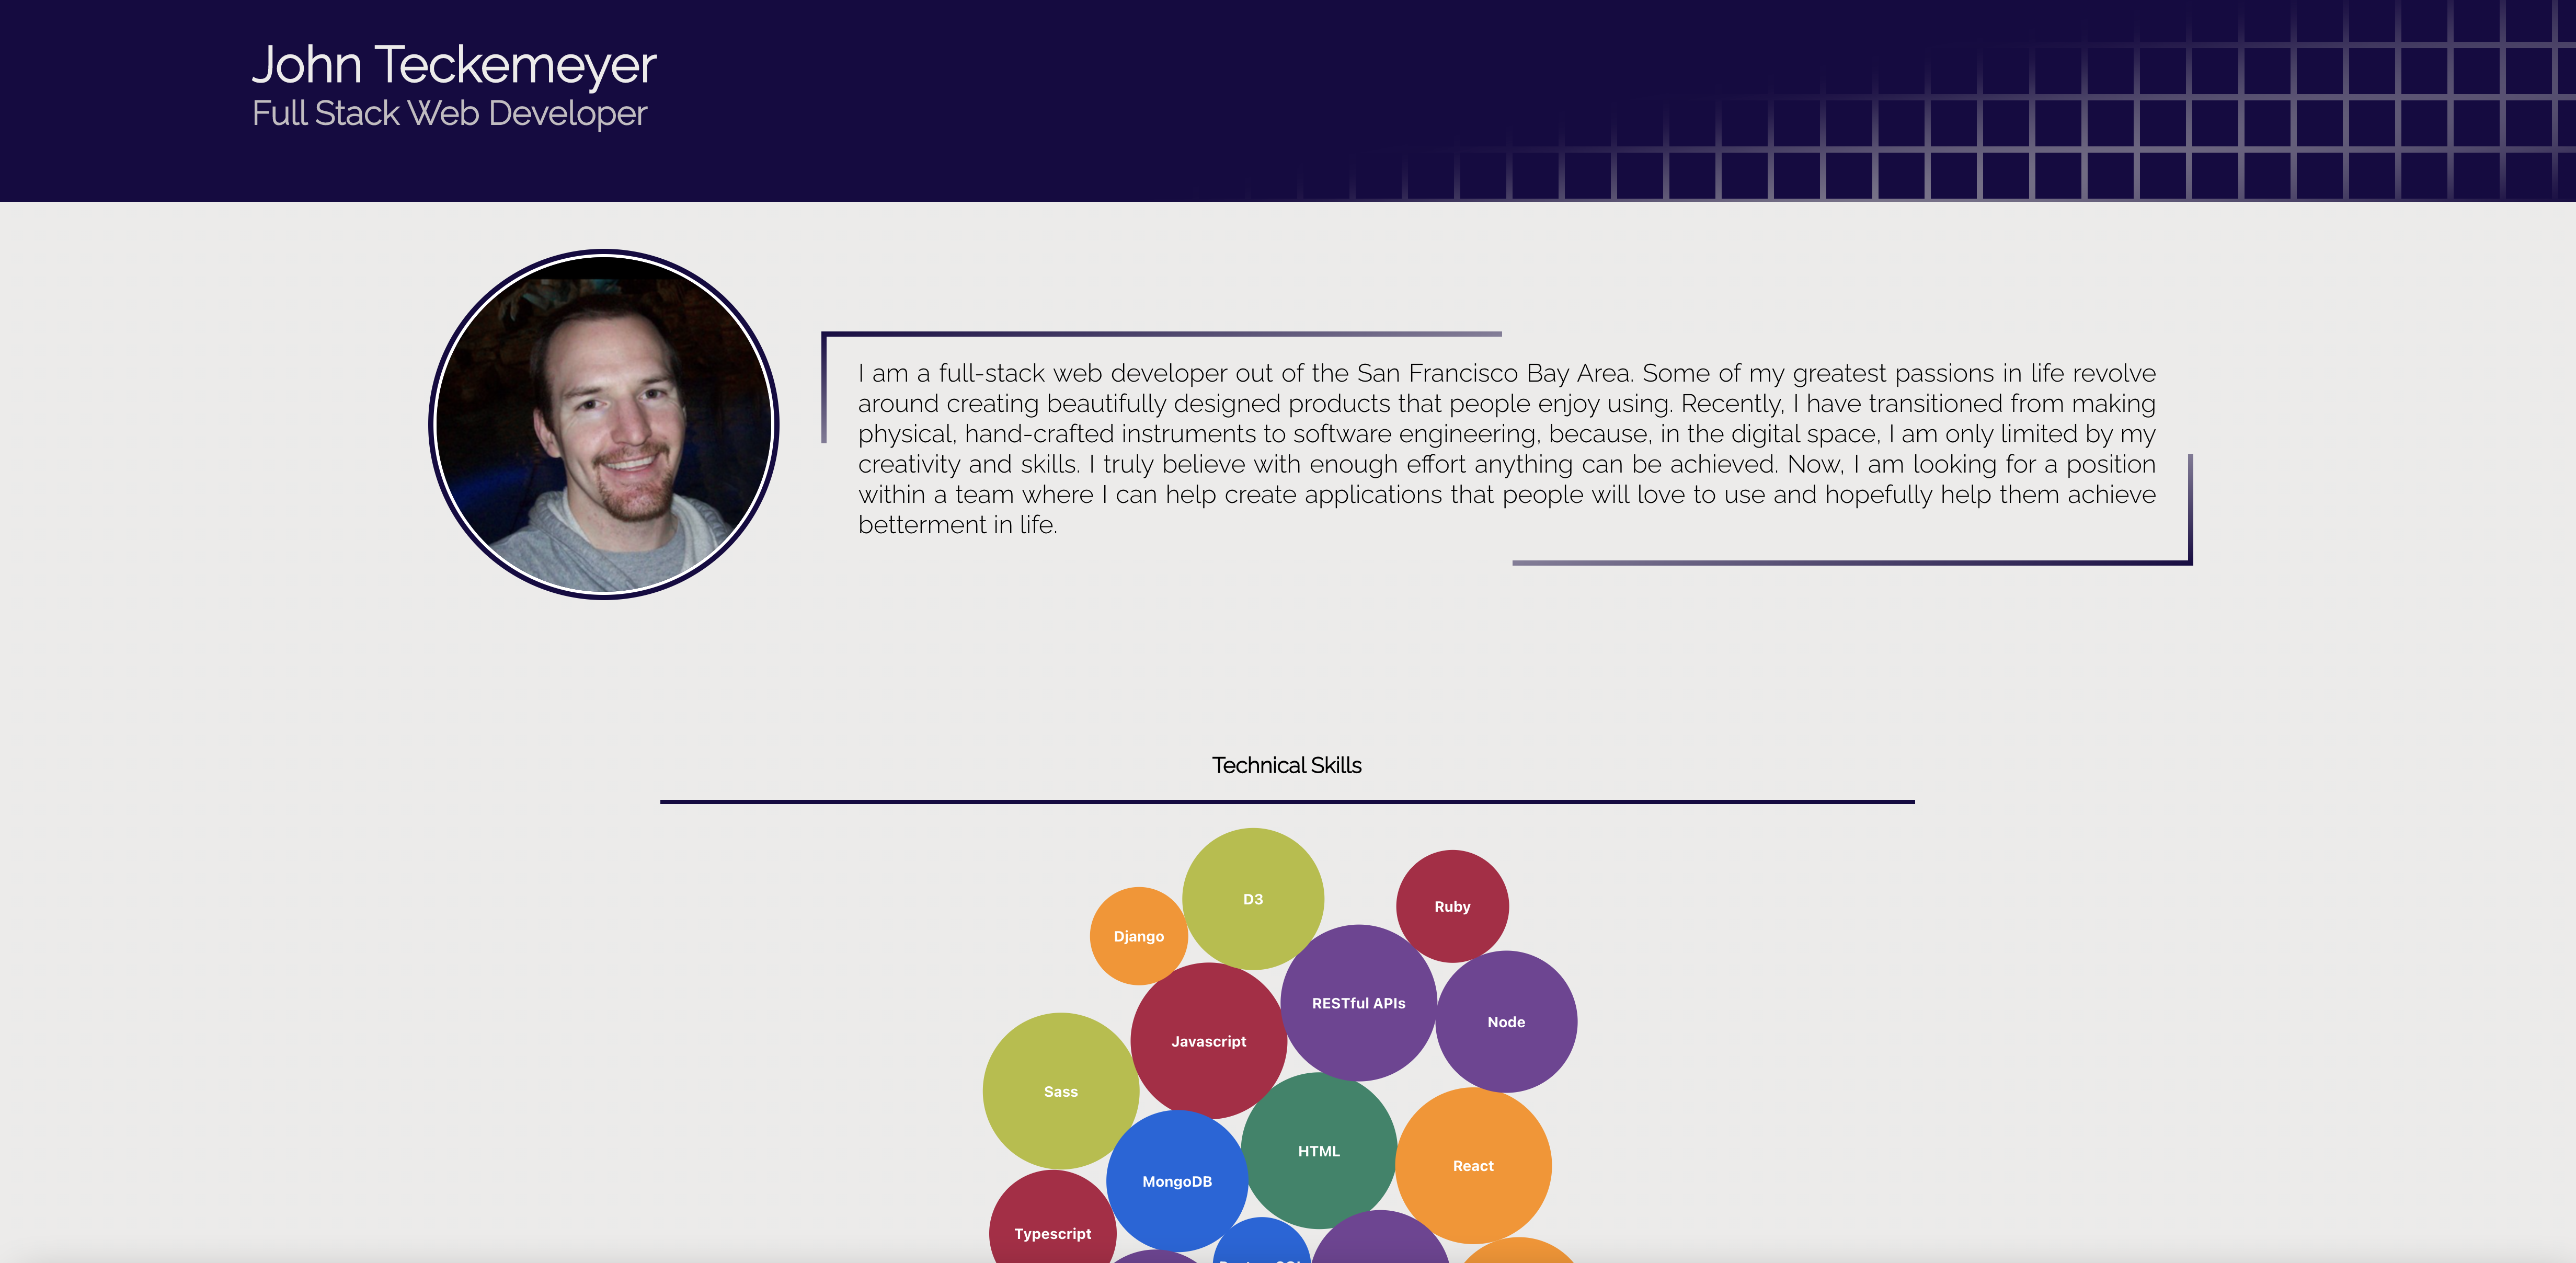 John Teckemeyer
Full Stack Web Developer
I am a full-stack web developer out of the San Francisco Bay Area. Some of my greatest passions in life revolve
around creating beautifully designed products that people enjoy using. Recently, I have transitioned from making
physical, hand-crafted instruments to software engineering, because, in the digital space, I am only limited by my
creativity and skills. I truly believe with enough effort anything can be achieved. Now, I am looking for a position
within a team where I can help create applications that people will love to use and hopefully help them achieve
betterment in life.
Technical Skills
D3
Ruby
Django
RESTful APIs
Node
Javascript
Sass
HTML
React
MongoDB
Typescript